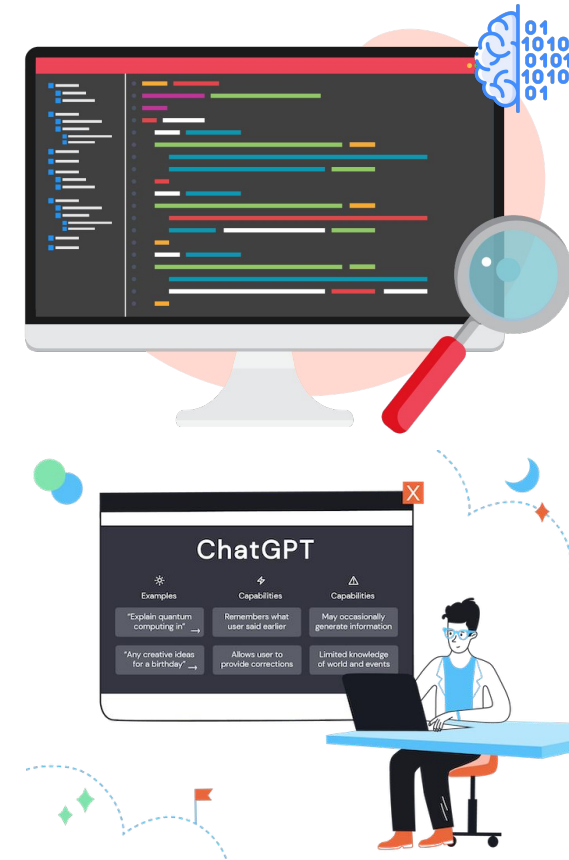 01
1010
0101
1010
01
X
ChatGPT
Examples
Capabilities
Capabilities
"Explain quantum
computing in" →
Remembers what
user said earlier
May occasionally
generate information
"Any creative ideas
for a birthday" →
Allows user to
provide corrections
Limited knowledge
of world and events